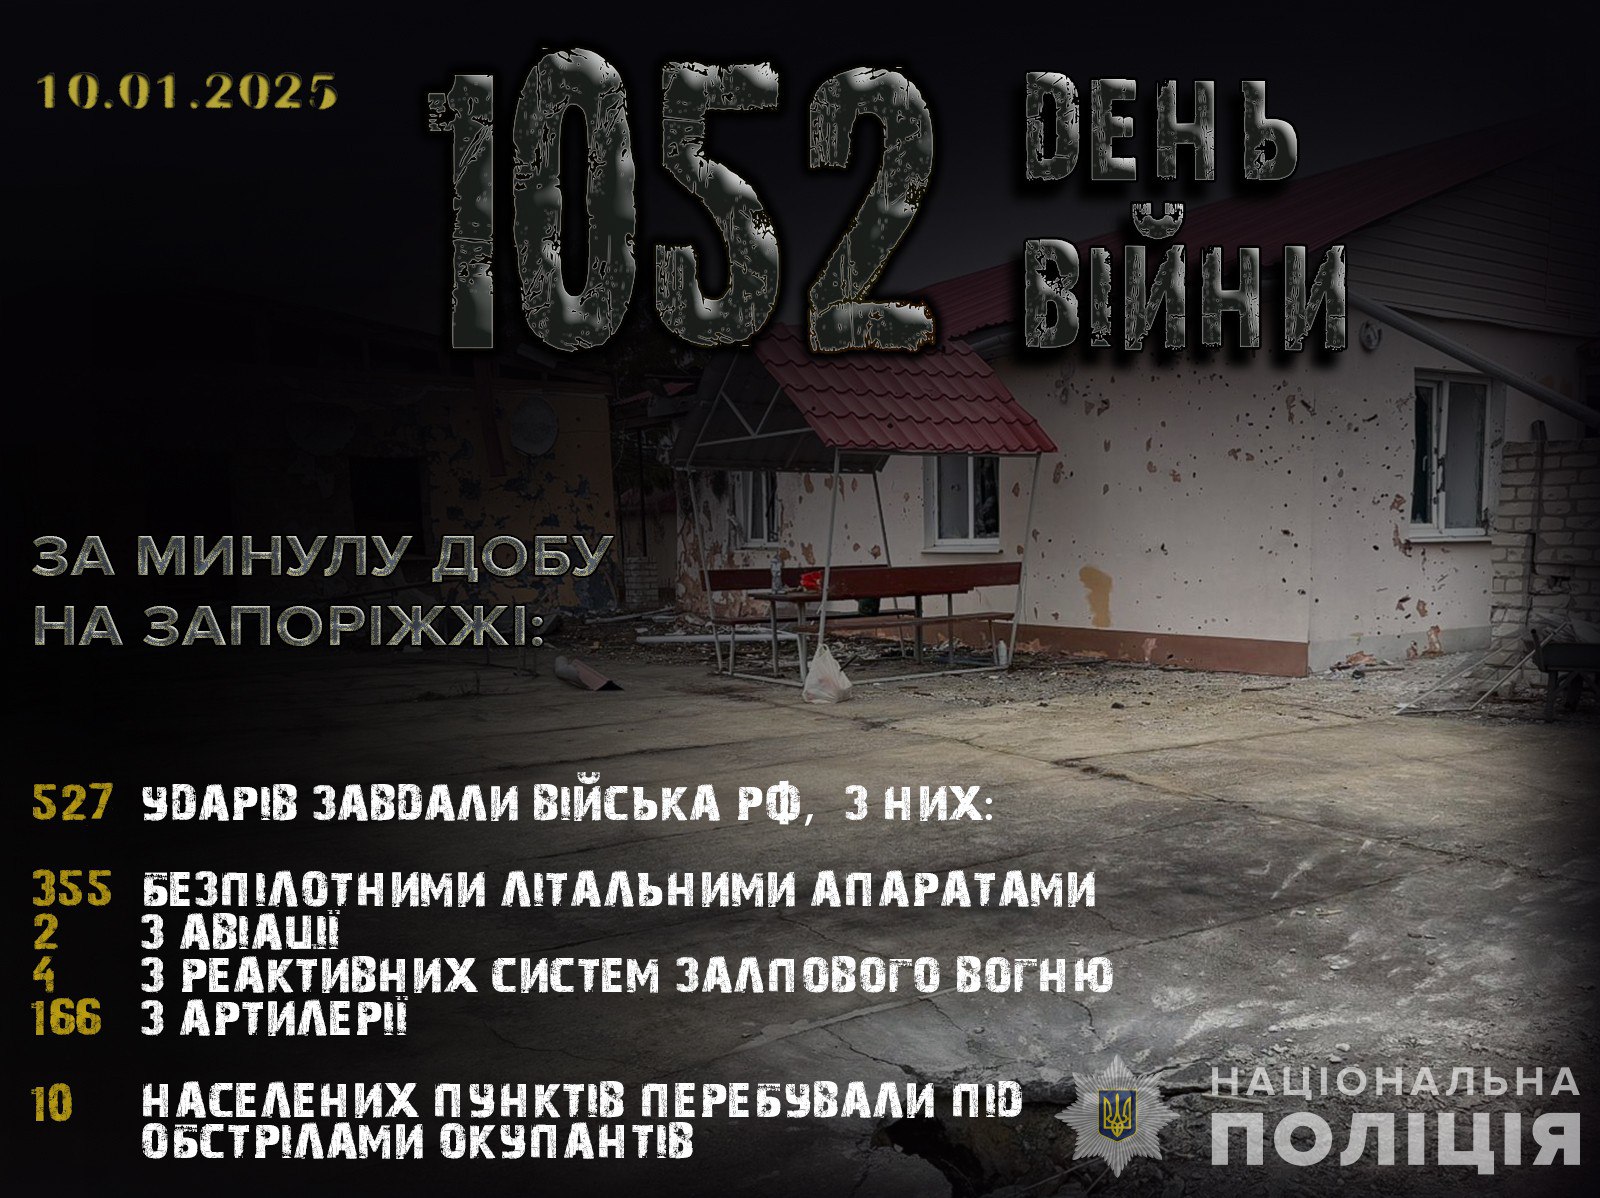 10.01.2025
1052 ДЕНЬ
ВІЙНИ
ЗА МИНУЛУ ДОБУ
НА ЗАПОРІЖЖІ:
527 УДАРІВ ЗАВДАЛИ ВІЙСЬКА РФ, З НИХ:
355 БЕЗПІЛОТНИМИ ЛІТАЛЬНИМИ АПАРАТАМИ
2 З АВІАЦІЇ
4 З РЕАКТИВНИХ СИСТЕМ ЗАЛПОВОГО ВОГНЮ
166 З АРТИЛЕРІЇ
10 НАСЕЛЕНИХ ПУНКТІВ ПЕРЕБУВАЛИ ПІД
ОБСТРІЛАМИ ОКУПАНТІВ
НАЦІОНАЛЬНА
ПОЛІЦІЯ